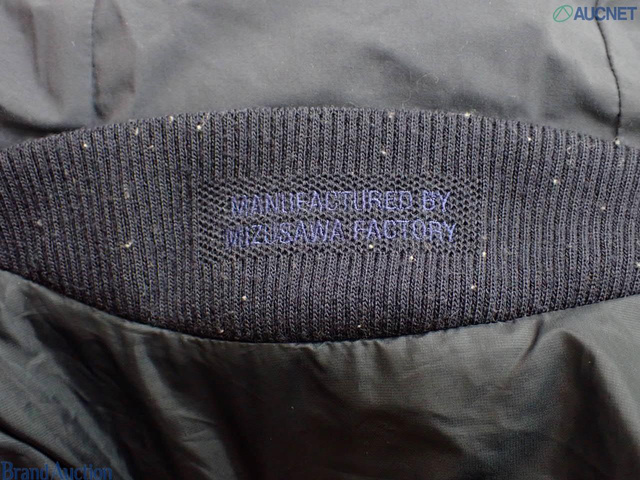 AUCNET
MANUFACTURED BY
MIZUSAWA FACTORY
Brand Auction